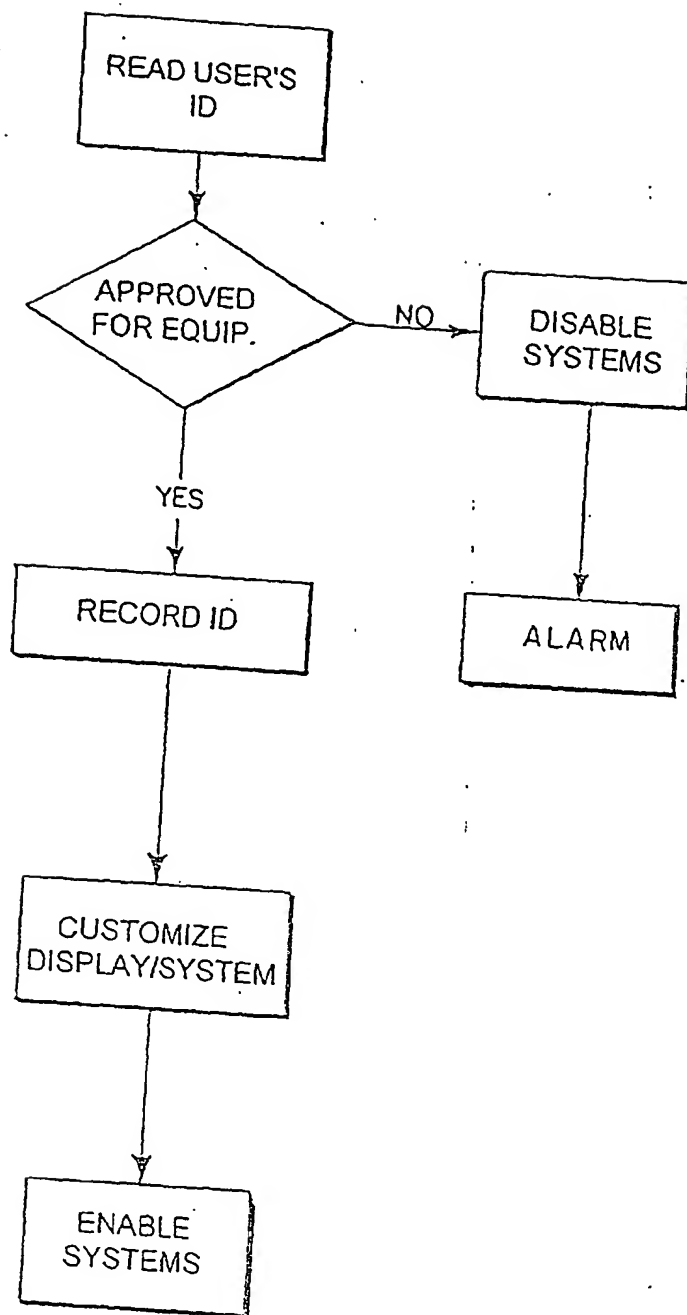 READ USER'S
ID
APPROVED
FOR EQUIP.
NO
DISABLE
SYSTEMS
YES
RECORD ID
ALARM
CUSTOMIZE
DISPLAY/SYSTEM
ENABLE
SYSTEMS